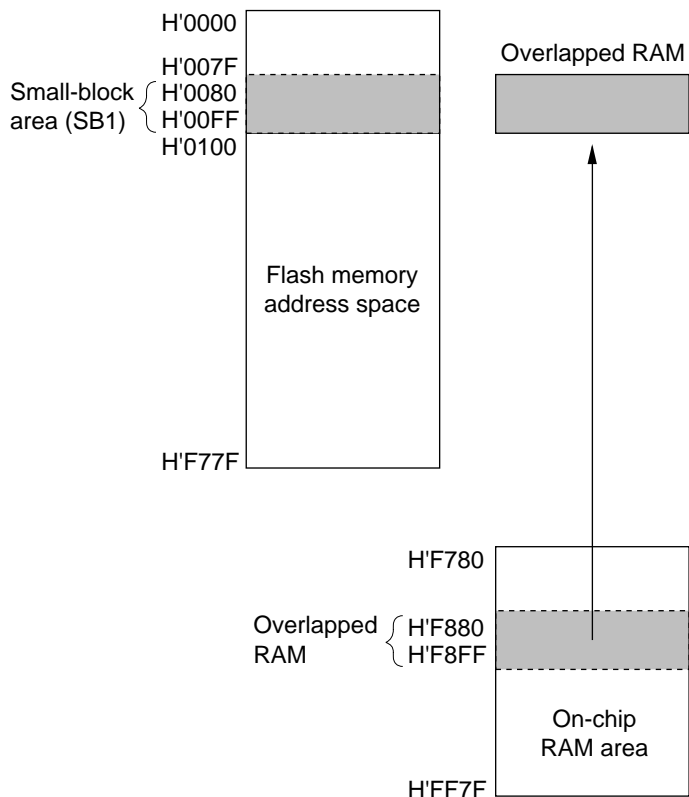 H'0000
H'007F
Small-block
area (SB1)
H'0080
H'00FF
H'0100
Overlapped RAM
Flash memory
address space
H'F77F
H'F780
Overlapped
RAM
H'F880
H'F8FF
On-chip
RAM area
H'FF7F